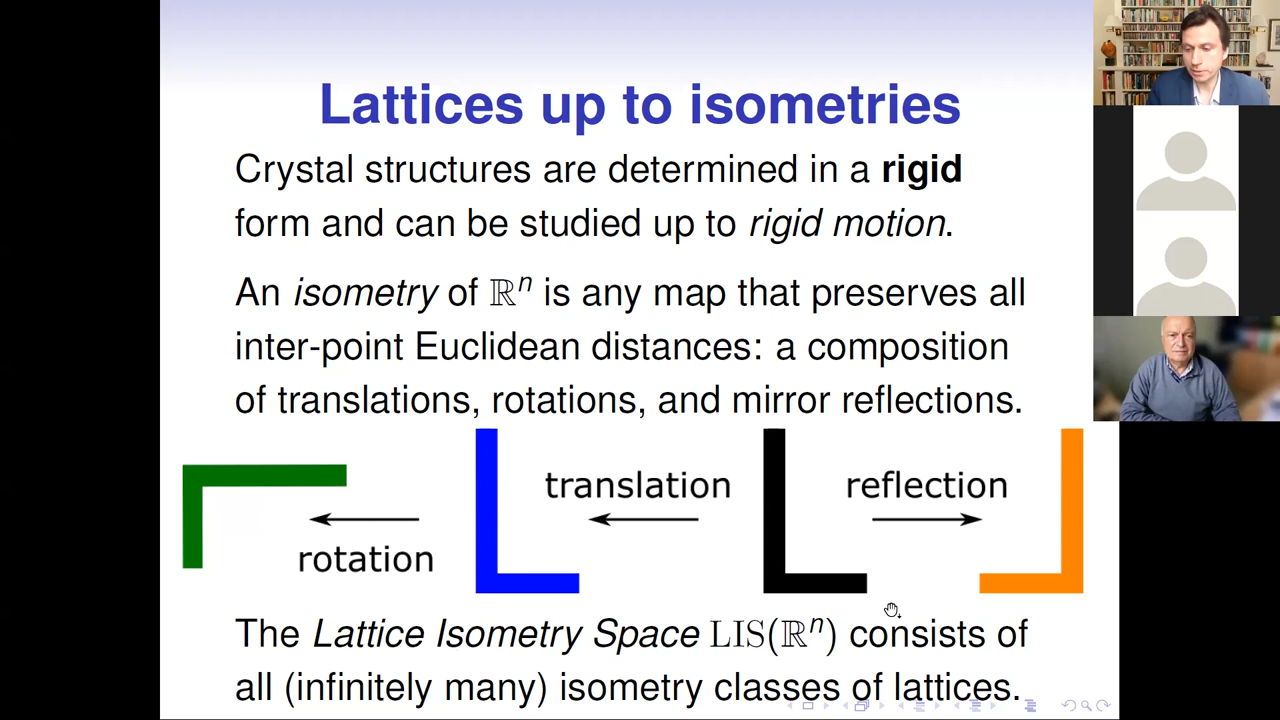 Lattices up to isometries
Crystal structures are determined in a rigid
form and can be studied up to rigid motion.
An isometry of ℝⁿ is any map that preserves all
inter-point Euclidean distances: a composition
of translations, rotations, and mirror reflections.
translation
reflection
rotation
The Lattice Isometry Space LIS(ℝⁿ) consists of
all (infinitely many) isometry classes of lattices.